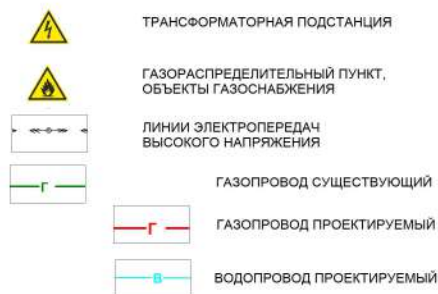 ТРАНСФОРМАТОРНАЯ ПОДСТАНЦИЯ
ГАЗОРАСПРЕДЕЛИТЕЛЬНЫЙ ПУНКТ,
ОБЪЕКТЫ ГАЗОСНАБЖЕНИЯ
ЛИНИИ ЭЛЕКТРОПЕРЕДАЧ
ВЫСОКОГО НАПРЯЖЕНИЯ
Г ГАЗОПРОВОД СУЩЕСТВУЮЩИЙ
Г ГАЗОПРОВОД ПРОЕКТИРУЕМЫЙ
В ВОДОПРОВОД ПРОЕКТИРУЕМЫЙ